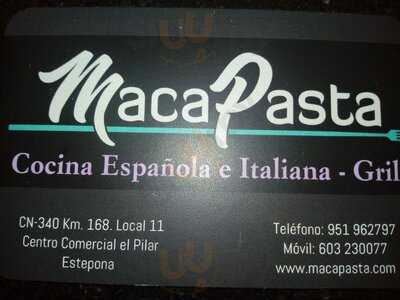 MacaPasta
Cocina Española e Italiana - Gril
CN-340 Km. 168. Local 11
Centro Comercial el Pilar
Estepona
Teléfono: 951 962797
Móvil: 603 230077
www.macapasta.com